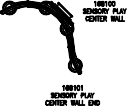 168100
SENSORY PLAY
CENTER WALL
168101
SENSORY PLAY
CENTER WALL END